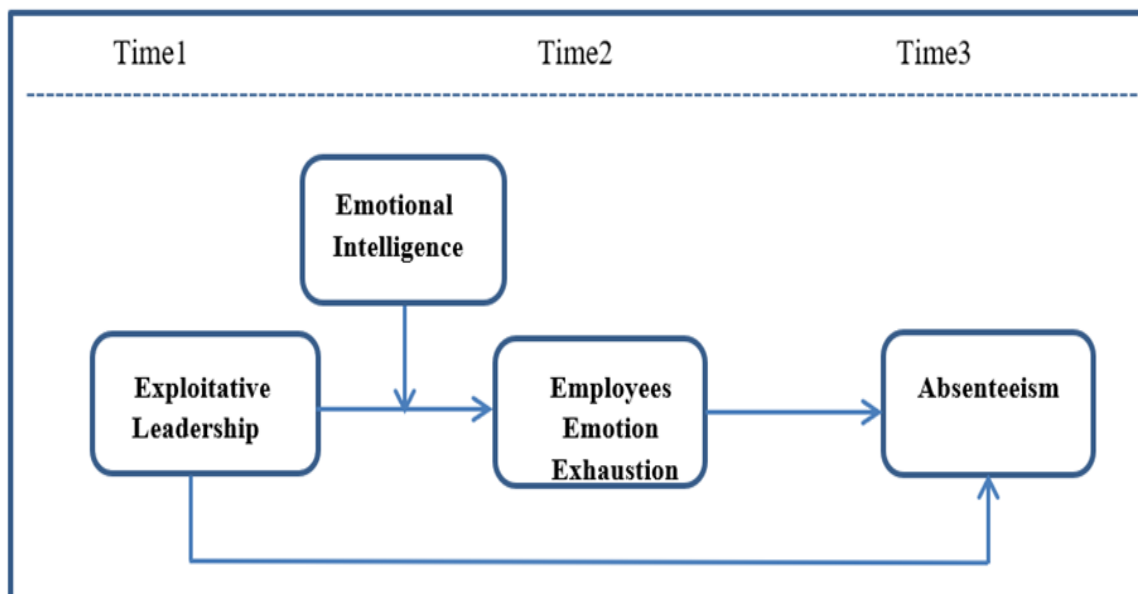 Time1 Time2 Time3
Emotional
Intelligence
Exploitative
Leadership
Employees
Emotion
Exhaustion
Absenteeism